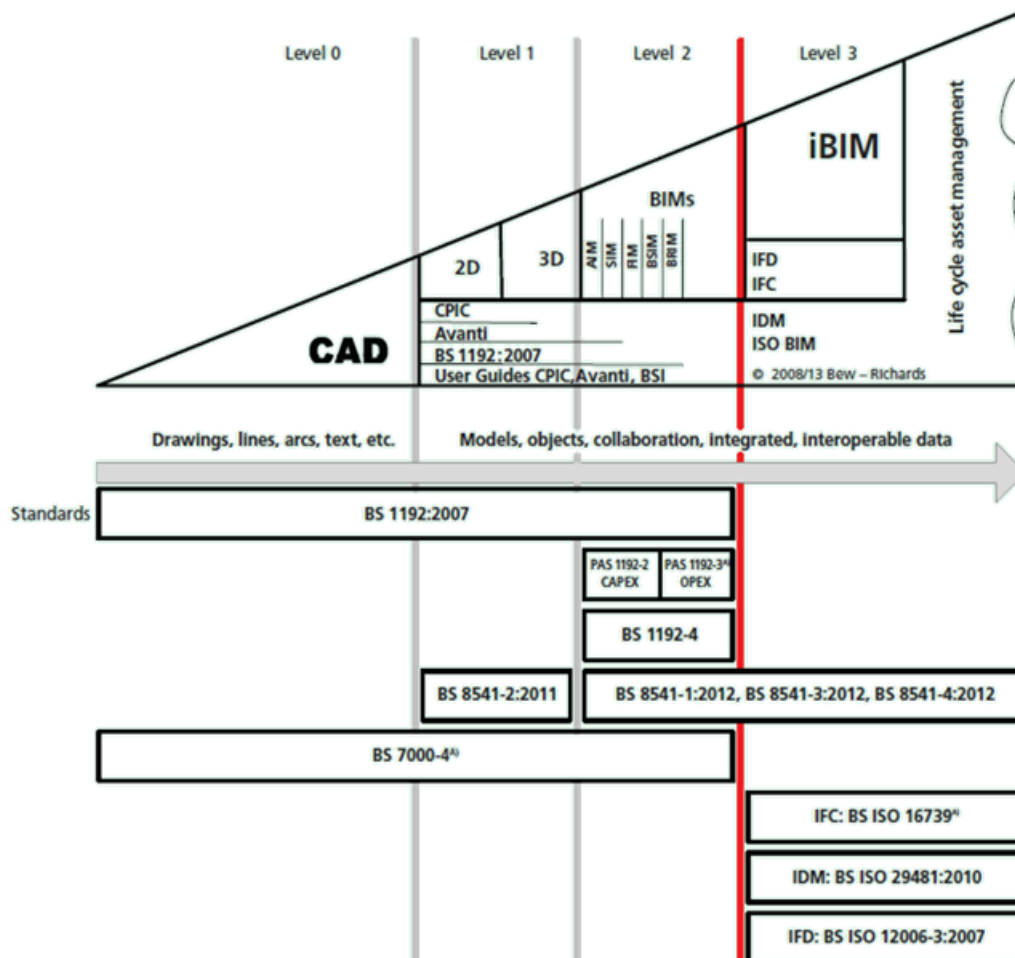 Level 0
Level 1
Level 2
Level 3
iBIM
BIMs
2D
3D
AIM
SIM
FIM
BSIM
BRIM
IFD
IFC
Life cycle asset management
CAD
CPIC
Avanti
BS 1192:2007
User Guides CPIC,Avanti, BSI
IDM
ISO BIM
© 2008/13 Bew – Richards
Drawings, lines, arcs, text, etc.
Models, objects, collaboration, integrated, interoperable data
Standards
BS 1192:2007
PAS 1192-2
CAPEX
PAS 1192-3ᴬ⁾
OPEX
BS 1192-4
BS 8541-2:2011
BS 8541-1:2012, BS 8541-3:2012, BS 8541-4:2012
BS 7000-4ᴬ⁾
IFC: BS ISO 16739ᴬ⁾
IDM: BS ISO 29481:2010
IFD: BS ISO 12006-3:2007